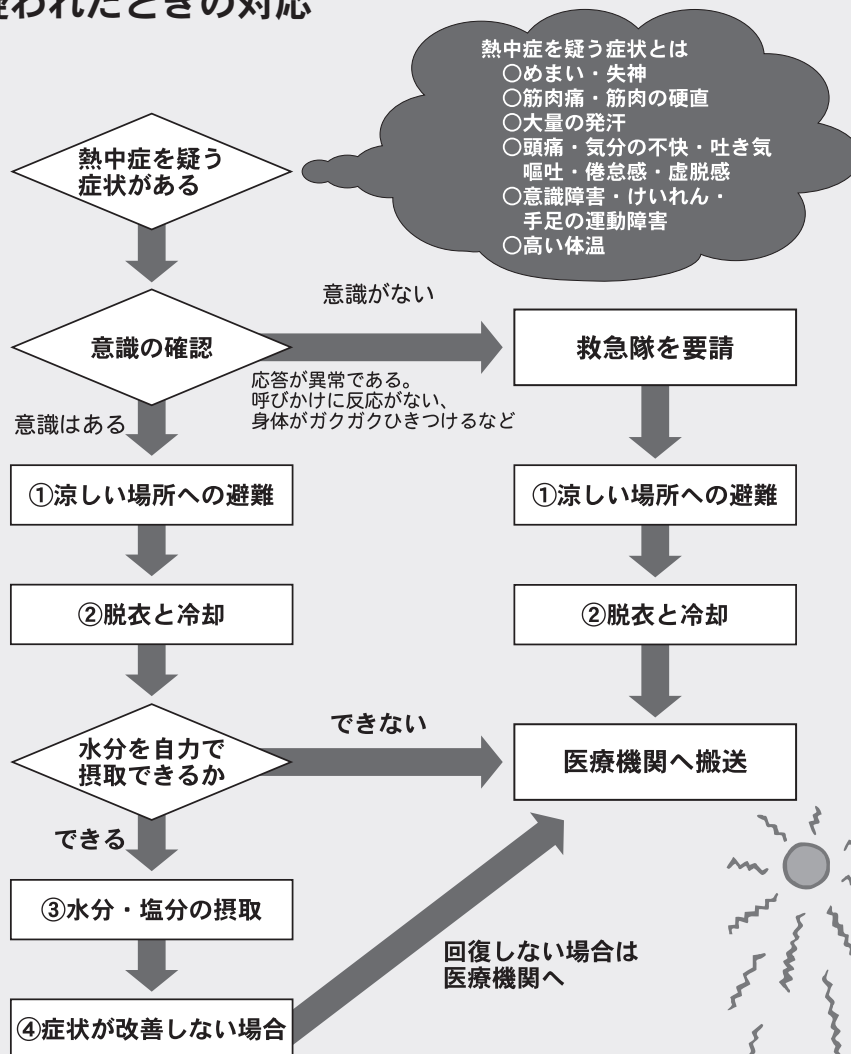 われたときの対応
熱中症を疑う症状とは
○めまい・失神
○筋肉痛・筋肉の硬直
○大量の発汗
○頭痛・気分の不快・吐き気
嘔吐・倦怠感・虚脱感
○意識障害・けいれん・
手足の運動障害
○高い体温
熱中症を疑う
症状がある
意識がない
意識の確認
救急隊を要請
応答が異常である。
呼びかけに反応がない、
身体がガクガクひきつけるなど
意識はある
①涼しい場所への避難
①涼しい場所への避難
②脱衣と冷却
②脱衣と冷却
できない
水分を自力で
摂取できるか
医療機関へ搬送
できる
③水分・塩分の摂取
回復しない場合は
医療機関へ
④症状が改善しない場合